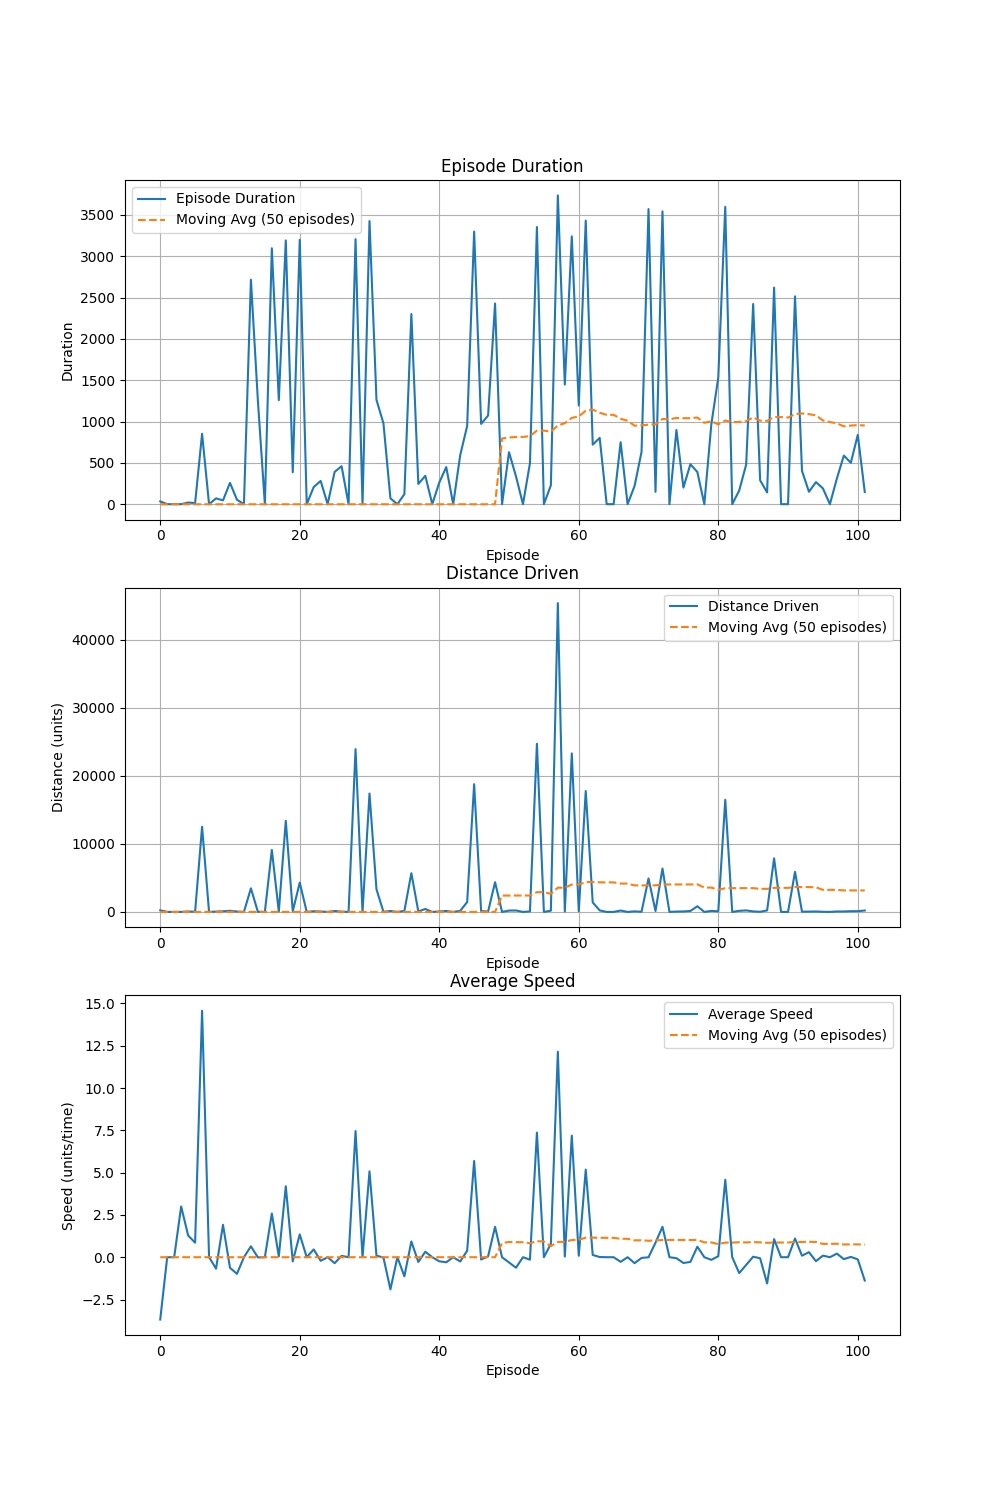 Episode Duration
Episode Duration
Moving Avg (50 episodes)
3500
3000
2500
2000
1500
1000
500
0
Duration
0 20 40 60 80 100
Episode
Distance Driven
Distance Driven
Moving Avg (50 episodes)
40000
30000
20000
10000
0
Distance (units)
0 20 40 60 80 100
Episode
Average Speed
Average Speed
Moving Avg (50 episodes)
15.0
12.5
10.0
7.5
5.0
2.5
0.0
−2.5
Speed (units/time)
0 20 40 60 80 100
Episode